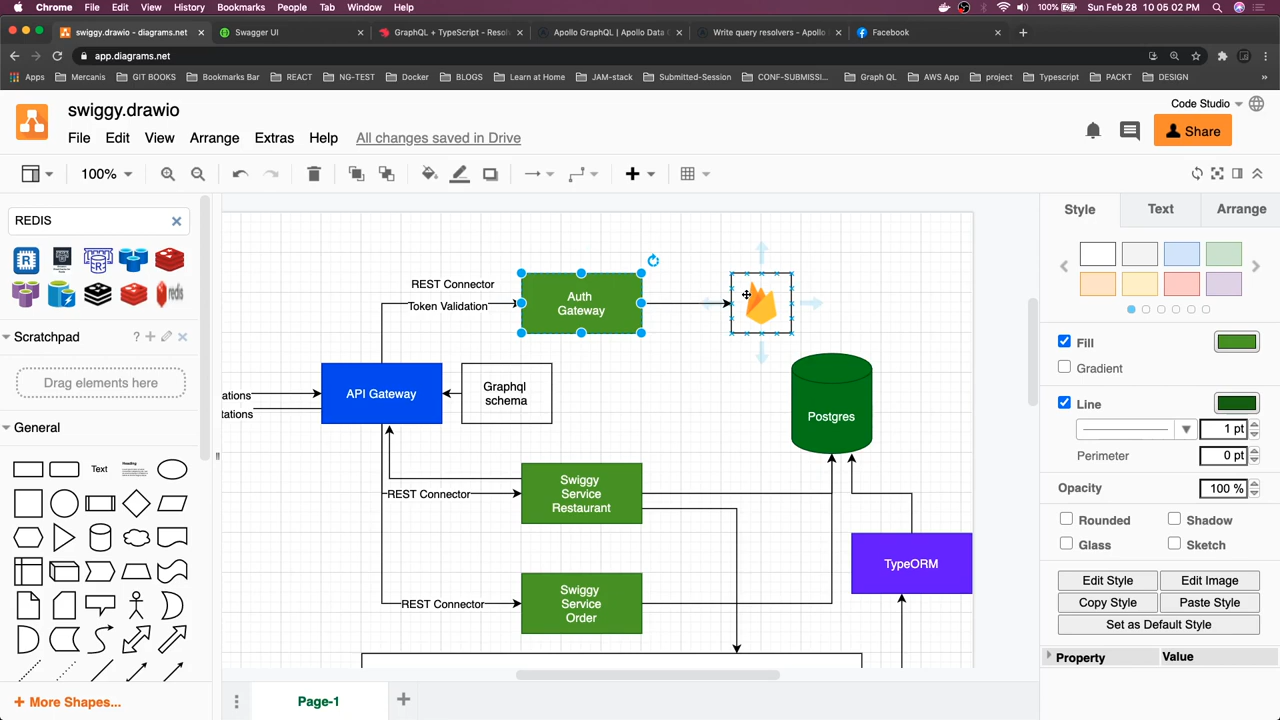 Chrome File Edit View History Bookmarks People Tab Window Help 100% Sun Feb 28 10:05:02 PM
swiggy.drawio - diagrams.net Swagger UI GraphQL + TypeScript - Resol Apollo GraphQL | Apollo Data Write query resolvers - Apollo Facebook
app.diagrams.net
Apps Mercanis GIT BOOKS Bookmarks Bar REACT NG-TEST Docker BLOGS Learn at Home JAM-stack Submitted-Session CONF-SUBMISSI... Graph QL AWS App project Typescript PACKT DESIGN
swiggy.drawio
Code Studio
File Edit View Arrange Extras Help All changes saved in Drive
Share
100%
REDIS
redis
Scratchpad
Drag elements here
General
Text
Heading
More Shapes...
REST Connector
Token Validation
Auth
Gateway
API Gateway
Graphql
schema
ations
tations
Postgres
REST Connector
Swiggy
Service
Restaurant
TypeORM
REST Connector
Swiggy
Service
Order
Page-1
Style Text Arrange
Fill
Gradient
Line
1 pt
Perimeter 0 pt
Opacity 100 %
Rounded Shadow
Glass Sketch
Edit Style Edit Image
Copy Style Paste Style
Set as Default Style
Property Value